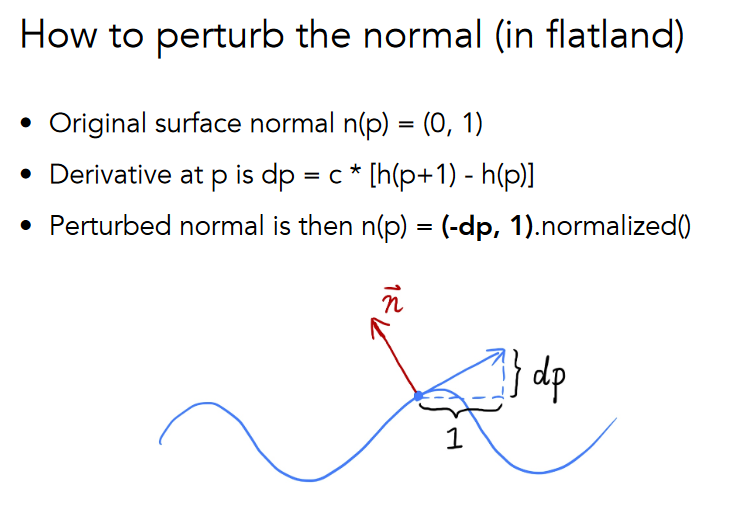 How to perturb the normal (in flatland)
• Original surface normal n(p) = (0, 1)
• Derivative at p is dp = c * [h(p+1) - h(p)]
• Perturbed normal is then n(p) = (-dp, 1).normalized()
n⃗
} dp
1